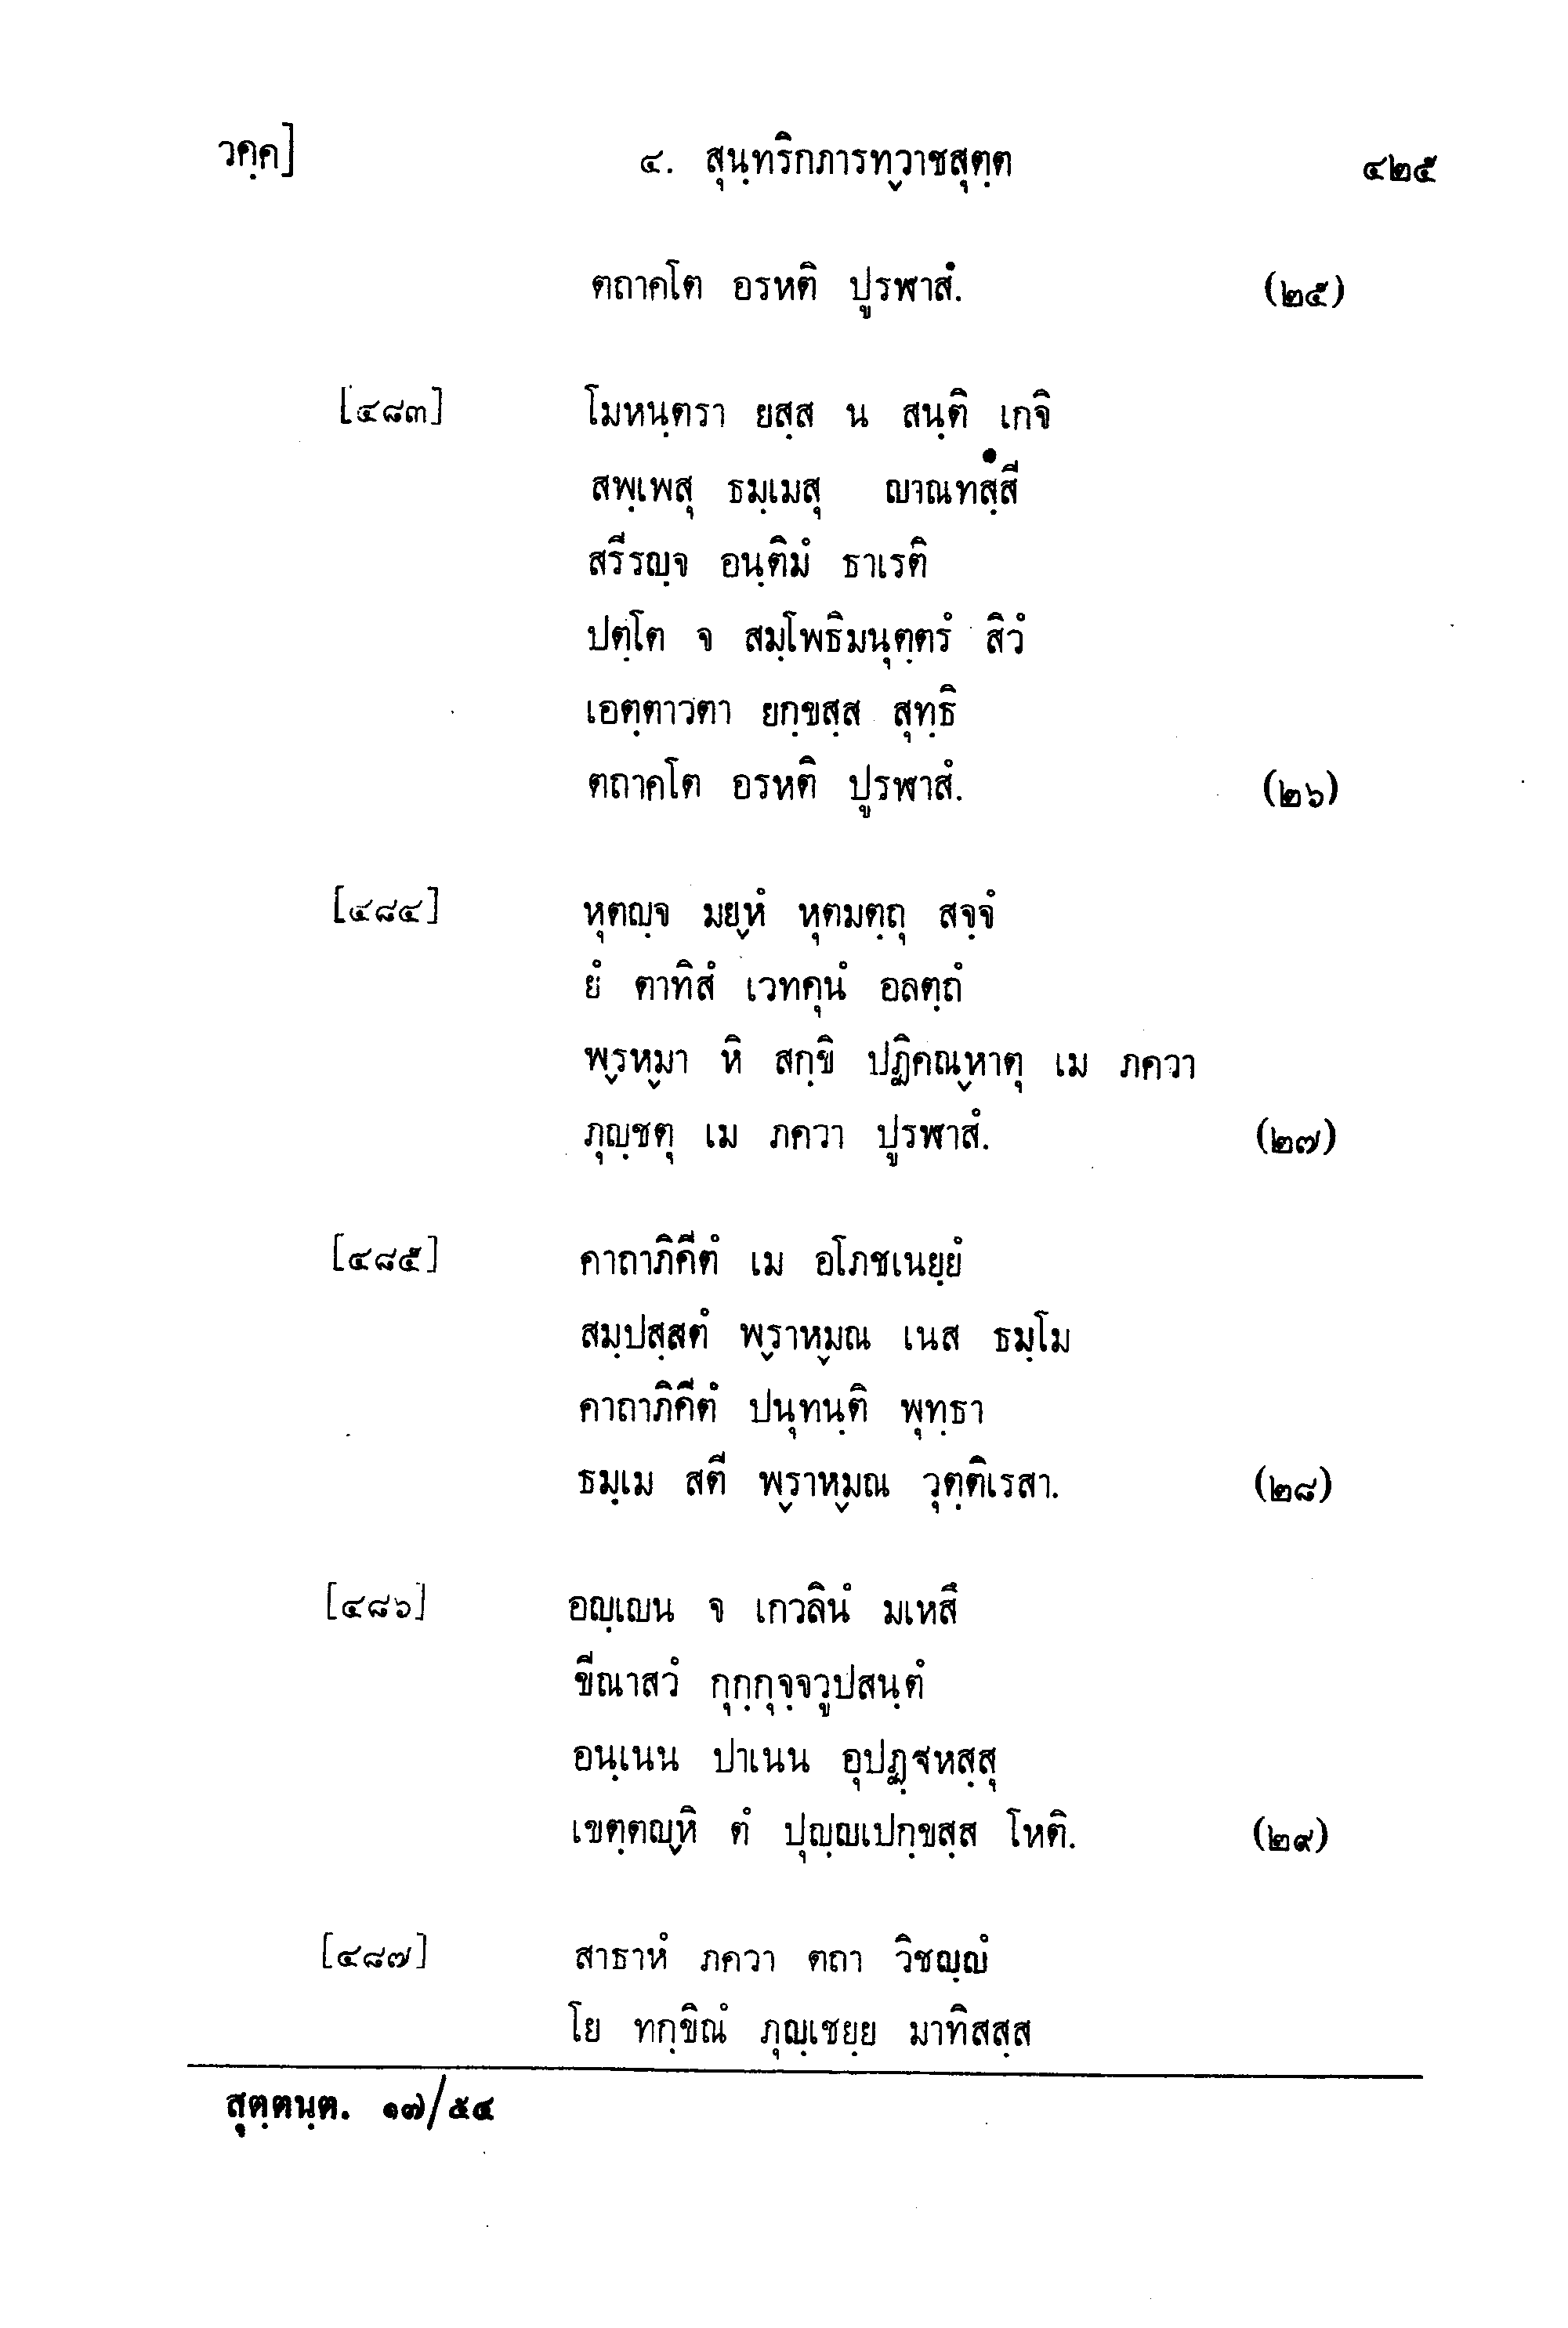 วคฺค] ๔. สุนฺทริกภารทฺวาชสุตฺต ๔๒๕
ตถาคโต อรหติ ปูรฬาสํ. (๒๕)
[๔๘๓] โมหนฺตรา ยสฺส น สนฺติ เกจิ
สพฺเพสุ ธมฺเมสุ ญาณทสฺสี
สรีรญฺจ อนฺติมํ ธาเรติ
ปตฺโต จ สมฺโพธิมนุตฺตรํ สิวํ
เอตฺตาวตา ยกฺขสฺส สุทฺธิ
ตถาคโต อรหติ ปูรฬาสํ. (๒๖)
[๔๘๔] หุตญฺจ มยฺหํ หุตมตฺถุ สจฺจํ
ยํ ตาทิสํ เวทคุนํ อลตฺถํ
พฺรหฺมา หิ สกฺขิ ปฏิคณฺหาตุ เม ภควา
ภุญฺชตุ เม ภควา ปูรฬาสํ. (๒๗)
[๔๘๕] คาถาภิคีตํ เม อโภชเนยฺยํ
สมฺปสฺสตํ พฺราหฺมณ เนส ธมฺโม
คาถาภิคีตํ ปนุทนฺติ พุทฺธา
ธมฺเม สตี พฺราหฺมณ วุตฺติเรสา. (๒๘)
[๔๘๖] อญฺเญน จ เกวลินํ มเหสึ
ขีณาสวํ กุกฺกุจฺจวูปสนฺตํ
อนฺเนน ปาเนน อุปฏฺฐหสฺสุ
เขตฺตญฺหิ ตํ ปุญฺญเปกฺขสฺส โหติ. (๒๙)
[๔๘๗] สาธาหํ ภควา ตถา วิชญฺญํ
โย ทกฺขิณํ ภุญฺเชยฺย มาทิสสฺส
สุตฺตนฺต. ๑๗/๕๔